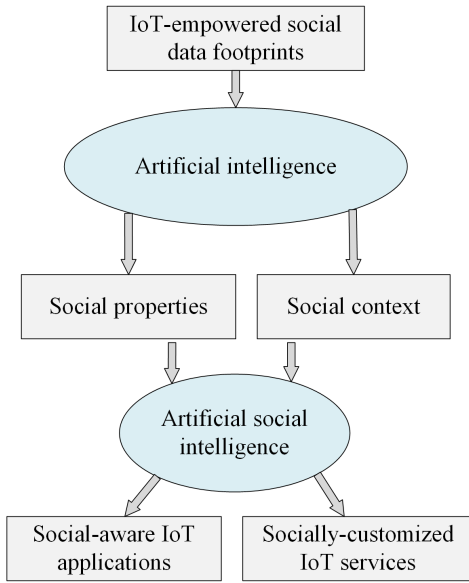 IoT-empowered social
data footprints
Artificial intelligence
Social properties
Social context
Artificial social
intelligence
Social-aware IoT
applications
Socially-customized
IoT services